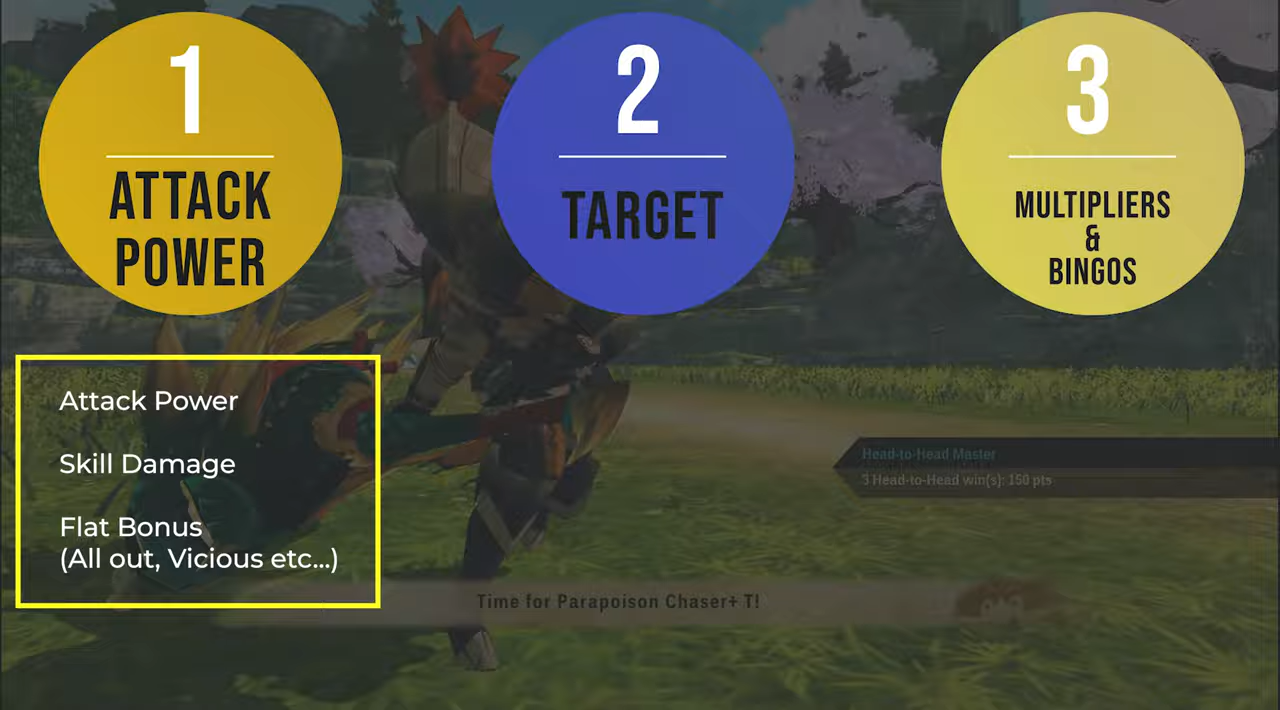 1
ATTACK
POWER
2
TARGET
3
MULTIPLIERS
&
BINGOS
Attack Power
Skill Damage
Flat Bonus
(All out, Vicious etc...)
Head-to-Head Master
3 Head-to-Head win(s): 150 pts
Time for Parapoison Chaser+ T!